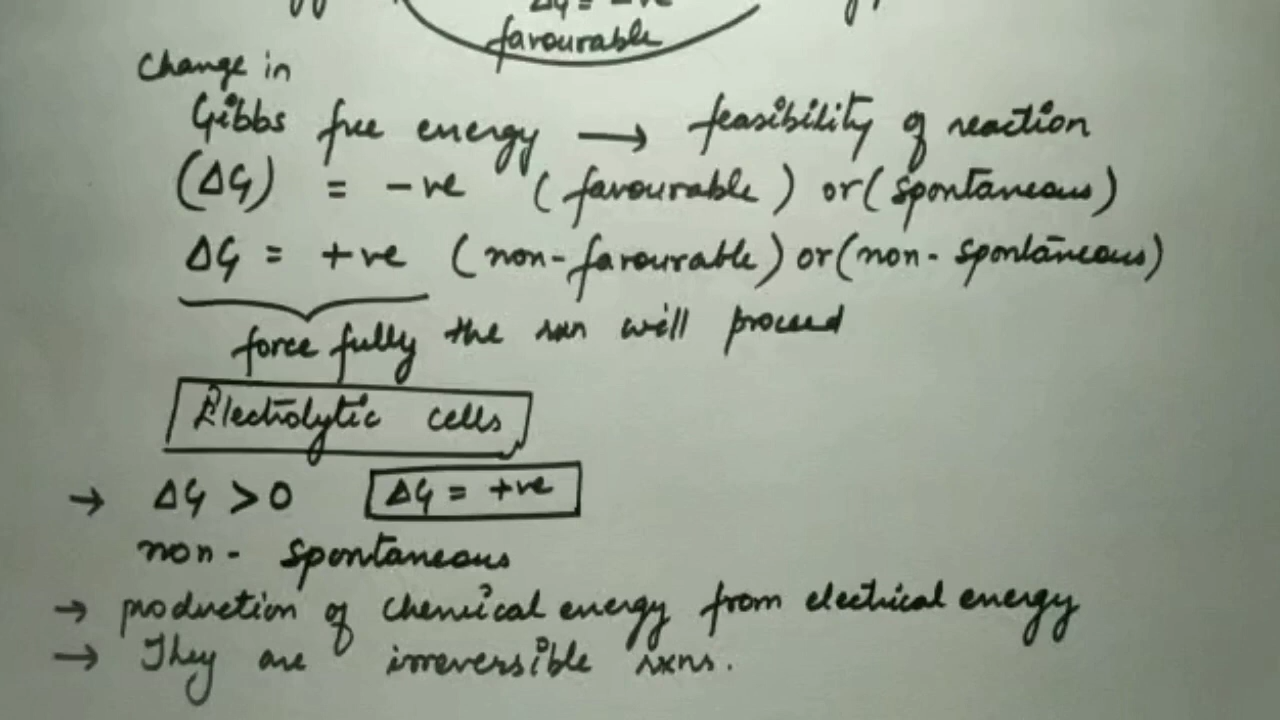 ΔG = -ve
favourable
Change in
Gibbs free energy → feasibility of reaction
(ΔG) = -ve (favourable) or (spontaneous)
ΔG = +ve (non-favourable) or (non-spontaneous)
force fully the rxn will proceed
Electrolytic cells
→ ΔG > 0 ΔG = +ve
non-spontaneous
→ production of chemical energy from electrical energy
→ They are irreversible rxns.